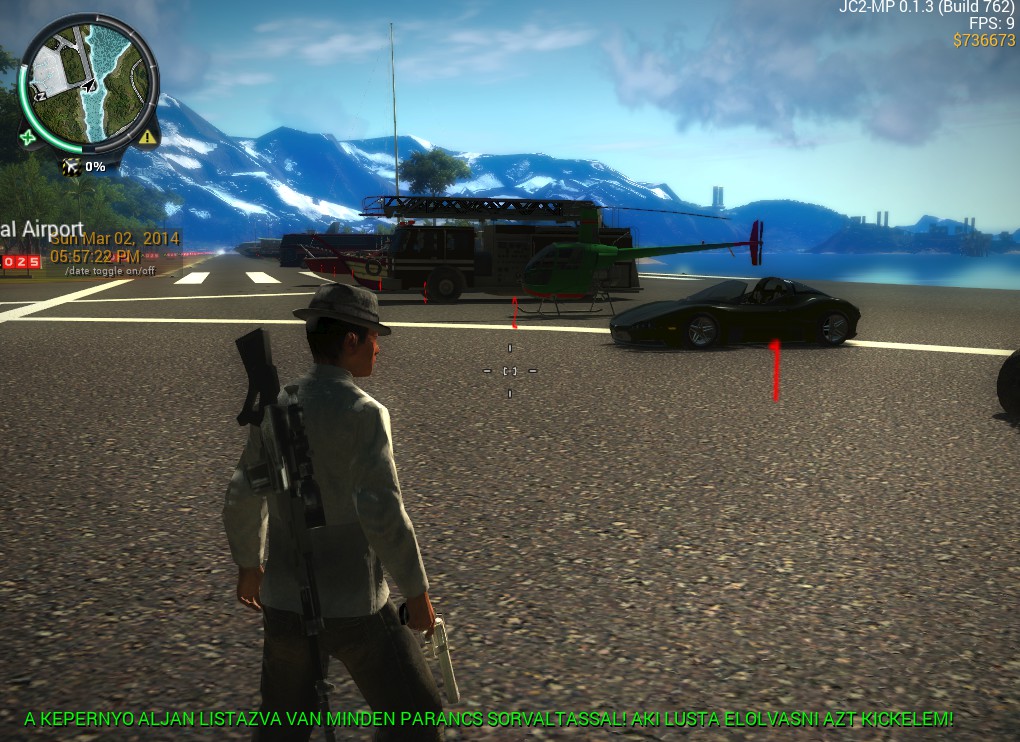 JC2-MP 0.1.3 (Build 762)
FPS: 9
$736673
0%
al Airport
Sun Mar 02, 2014
025
05:57:22 PM
/date toggle on/off
A KEPERNYO ALJAN LISTAZVA VAN MINDEN PARANCS SORVALTASSAL! AKI LUSTA ELOLVASNI AZT KICKELEM!